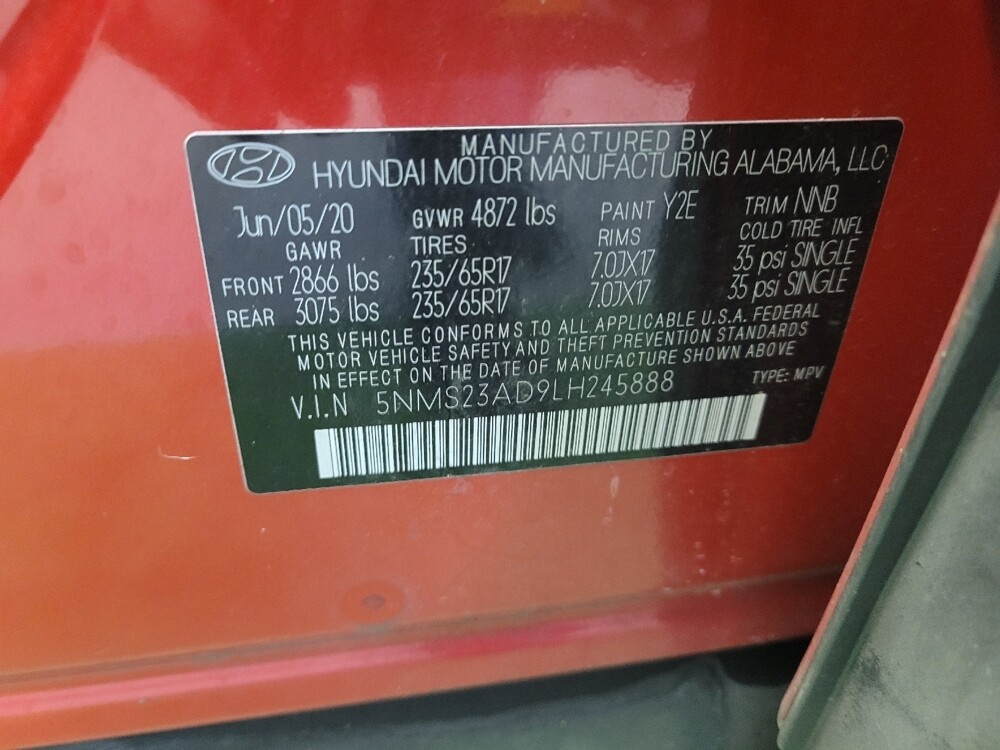 MANUFACTURED BY
HYUNDAI MOTOR MANUFACTURING ALABAMA, LLC
Jun/05/20 GVWR 4872 lbs PAINT Y2E TRIM NNB
GAWR TIRES RIMS COLD TIRE INFL
FRONT 2866 lbs 235/65R17 7.0JX17 35 psi SINGLE
REAR 3075 lbs 235/65R17 7.0JX17 35 psi SINGLE
THIS VEHICLE CONFORMS TO ALL APPLICABLE U.S.A. FEDERAL
MOTOR VEHICLE SAFETY AND THEFT PREVENTION STANDARDS
IN EFFECT ON THE DATE OF MANUFACTURE SHOWN ABOVE
V.I.N 5NMS23AD9LH245888 TYPE: MPV